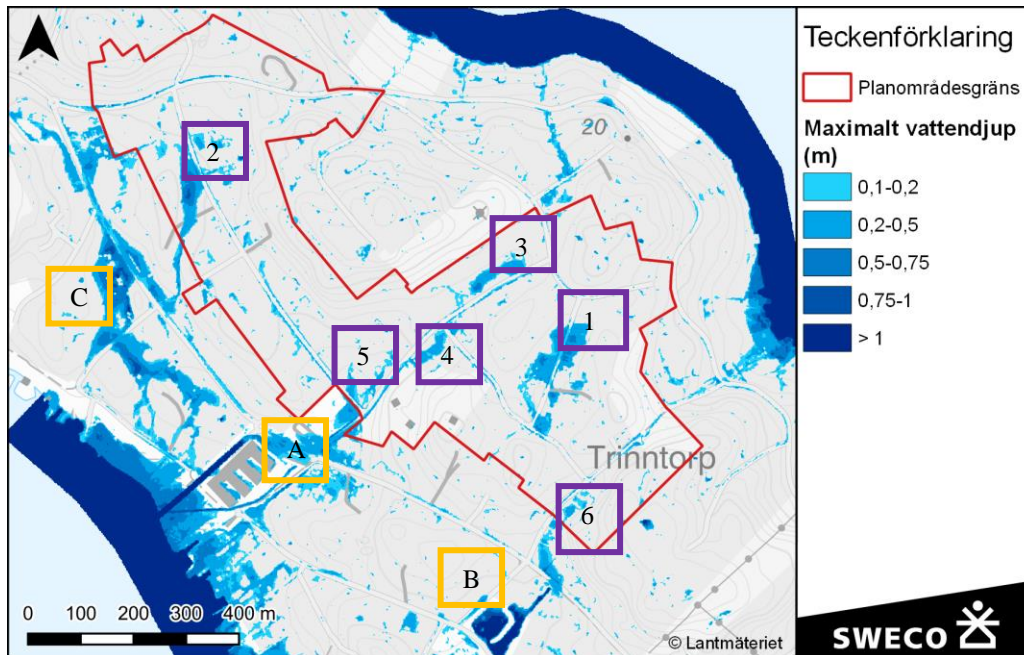 2
20
3
C
1
5
4
A
Trinntorp
6
B
0 100 200 300 400 m
© Lantmäteriet
Teckenförklaring
Planområdesgräns
Maximalt vattendjup
(m)
0,1-0,2
0,2-0,5
0,5-0,75
0,75-1
> 1
SWECO